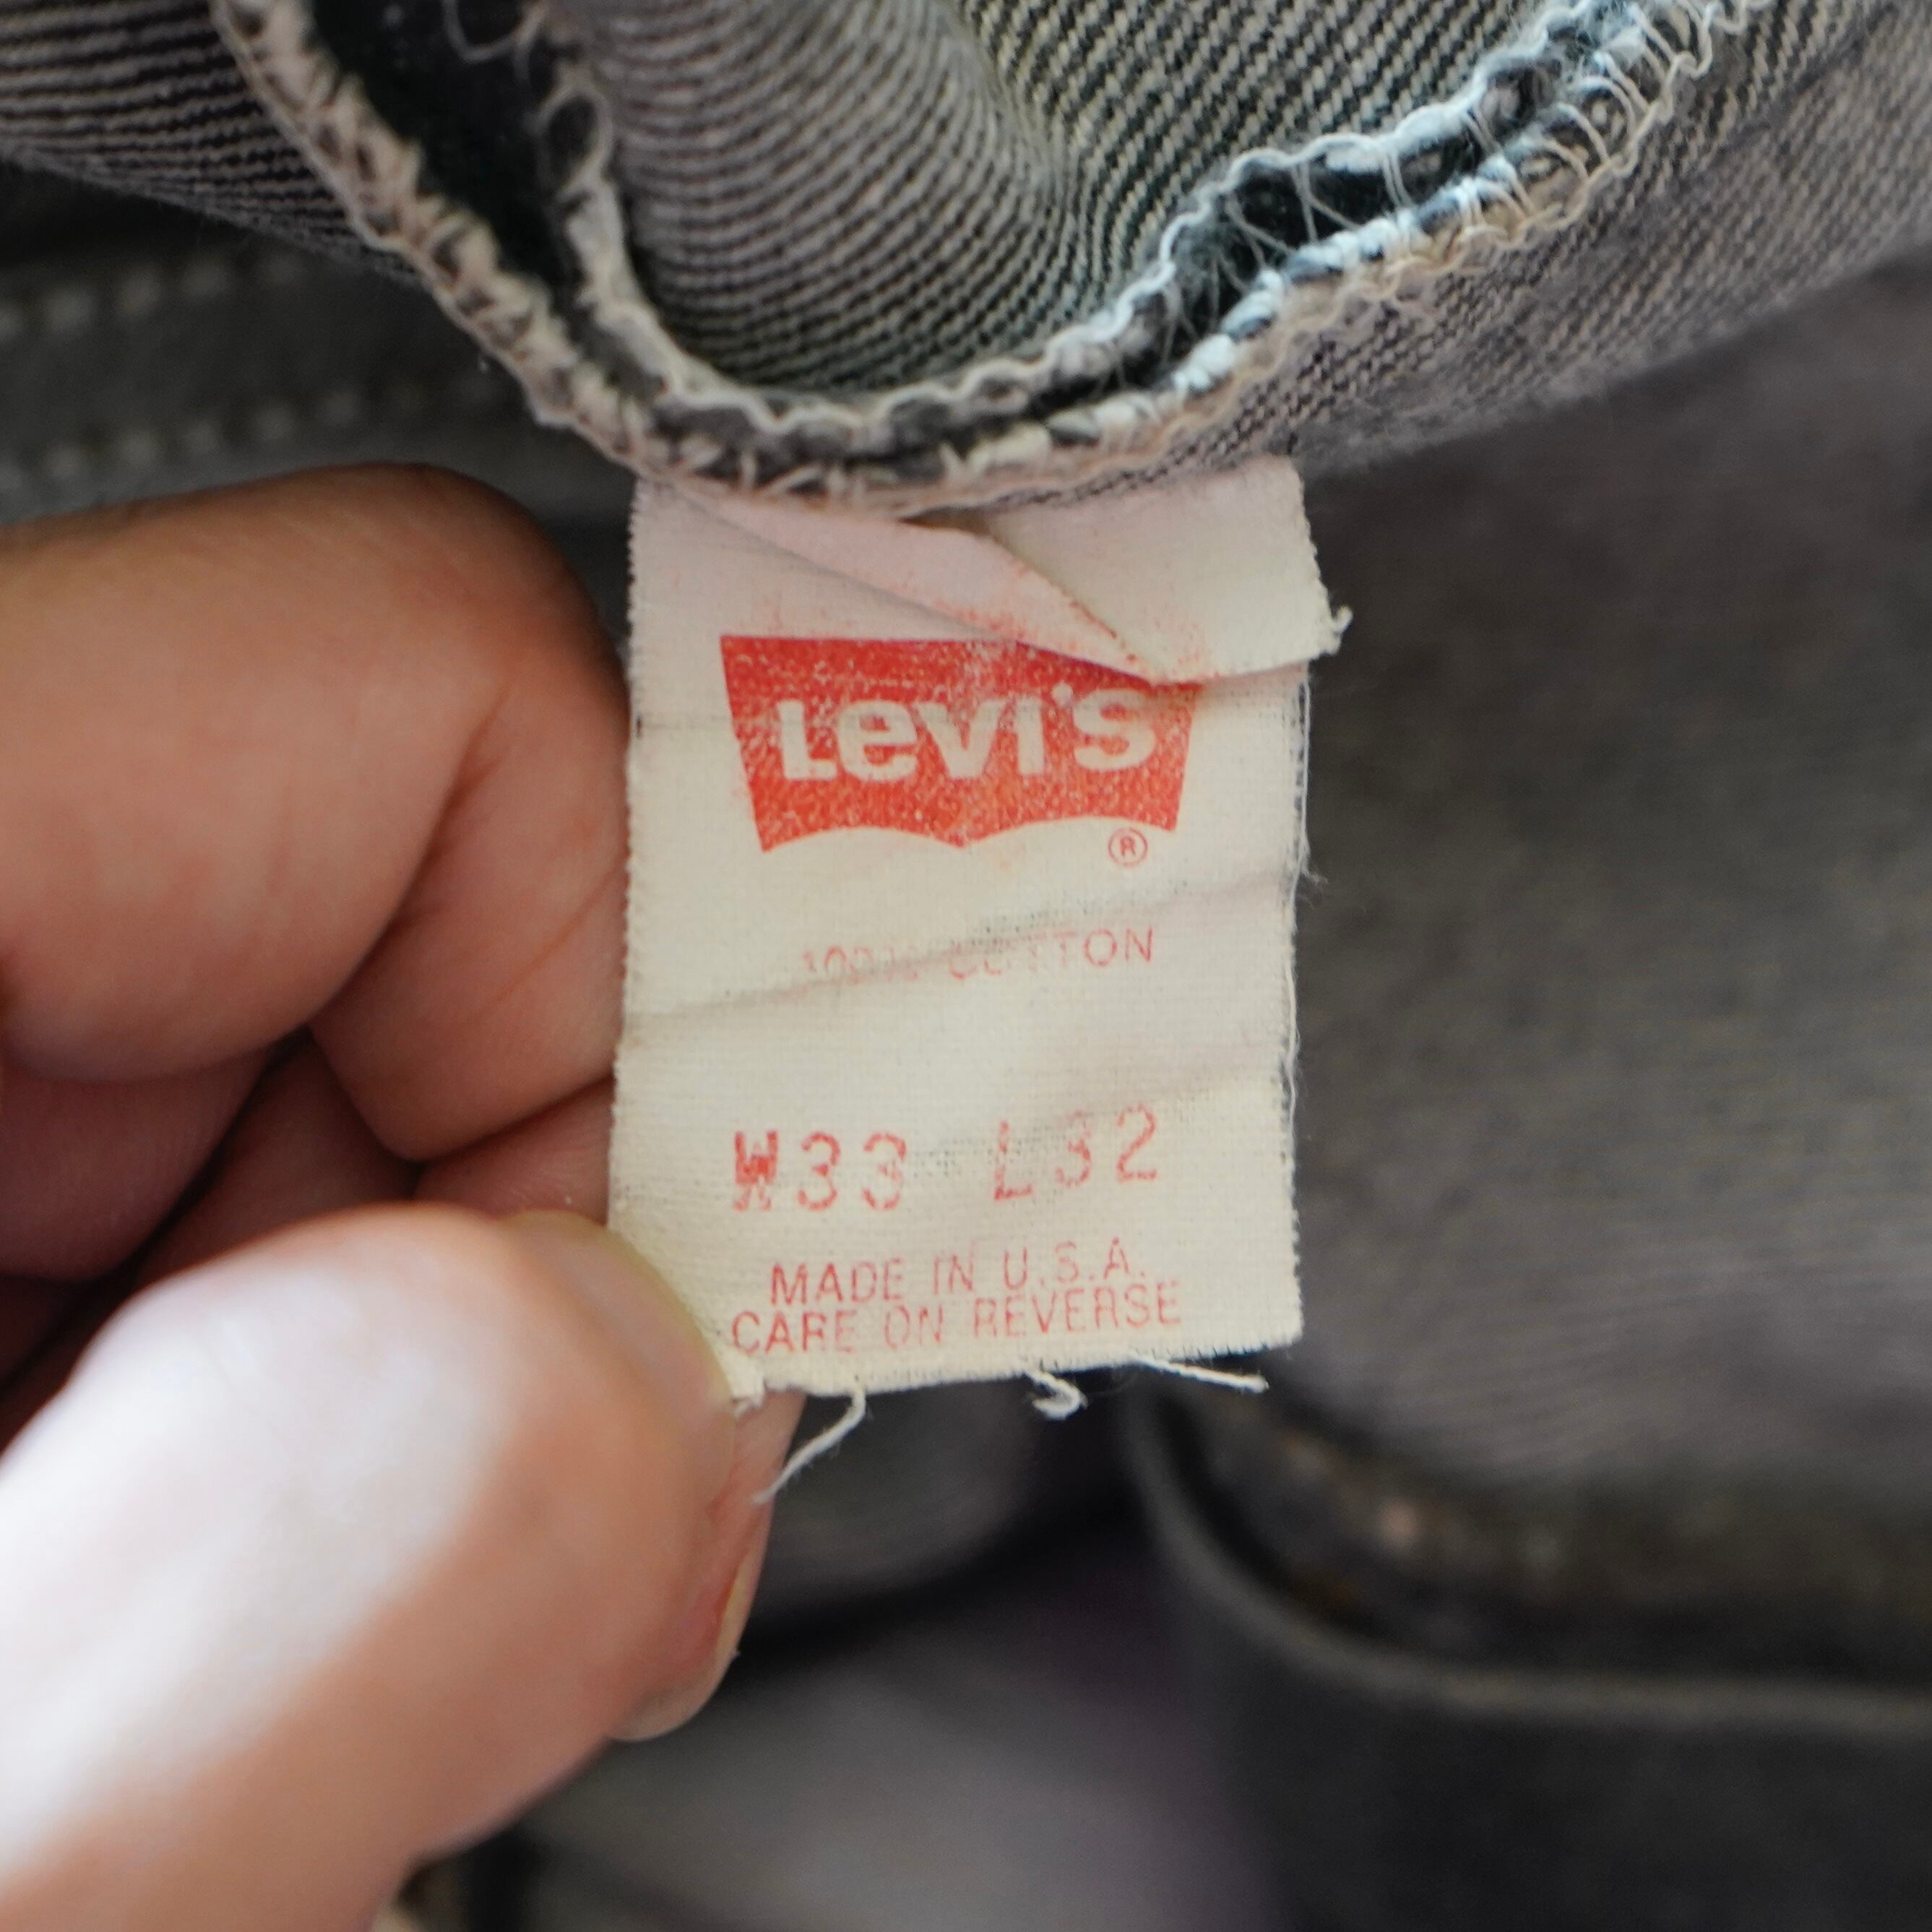 Levi's
®
100% COTTON
W33 L32
MADE IN U.S.A.
CARE ON REVERSE